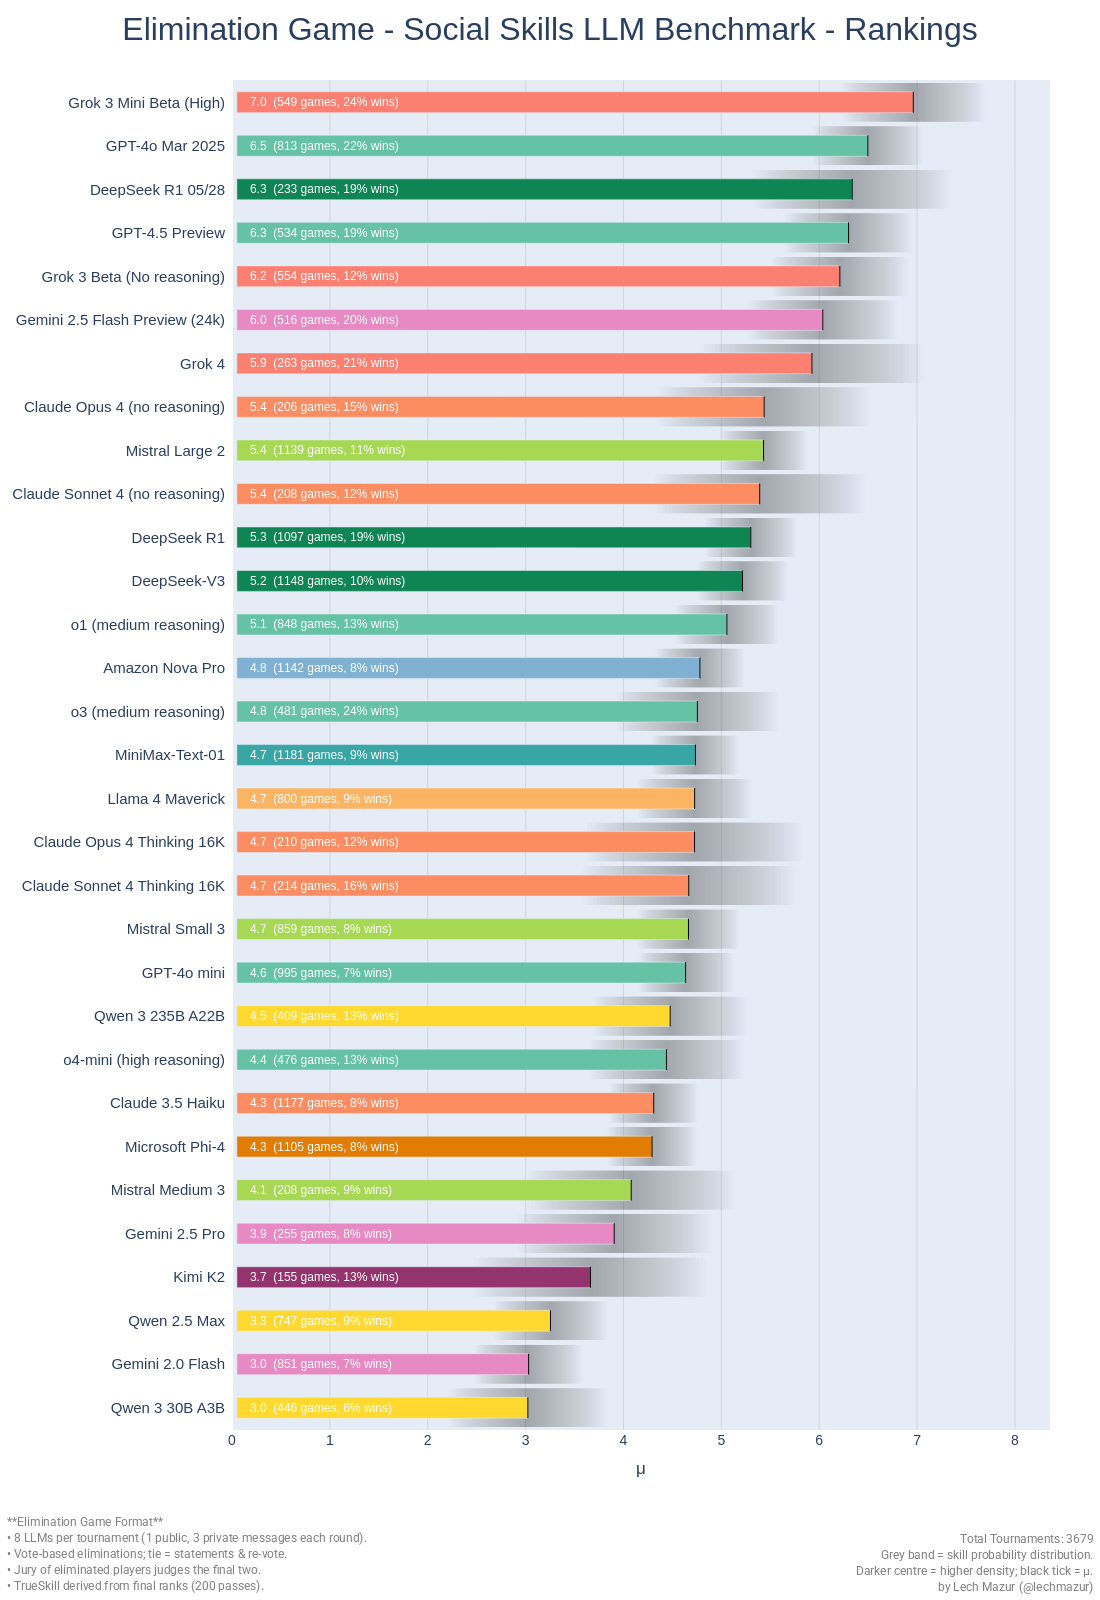 Elimination Game - Social Skills LLM Benchmark - Rankings
Grok 3 Mini Beta (High) 7.0 (549 games, 24% wins)
GPT-4o Mar 2025 6.5 (813 games, 22% wins)
DeepSeek R1 05/28 6.3 (233 games, 19% wins)
GPT-4.5 Preview 6.3 (534 games, 19% wins)
Grok 3 Beta (No reasoning) 6.2 (554 games, 12% wins)
Gemini 2.5 Flash Preview (24k) 6.0 (516 games, 20% wins)
Grok 4 5.9 (263 games, 21% wins)
Claude Opus 4 (no reasoning) 5.4 (206 games, 15% wins)
Mistral Large 2 5.4 (1139 games, 11% wins)
Claude Sonnet 4 (no reasoning) 5.4 (208 games, 12% wins)
DeepSeek R1 5.3 (1097 games, 19% wins)
DeepSeek-V3 5.2 (1148 games, 10% wins)
o1 (medium reasoning) 5.1 (848 games, 13% wins)
Amazon Nova Pro 4.8 (1142 games, 8% wins)
o3 (medium reasoning) 4.8 (481 games, 24% wins)
MiniMax-Text-01 4.7 (1181 games, 9% wins)
Llama 4 Maverick 4.7 (800 games, 9% wins)
Claude Opus 4 Thinking 16K 4.7 (210 games, 12% wins)
Claude Sonnet 4 Thinking 16K 4.7 (214 games, 16% wins)
Mistral Small 3 4.7 (859 games, 8% wins)
GPT-4o mini 4.6 (995 games, 7% wins)
Qwen 3 235B A22B 4.5 (409 games, 13% wins)
o4-mini (high reasoning) 4.4 (476 games, 13% wins)
Claude 3.5 Haiku 4.3 (1177 games, 8% wins)
Microsoft Phi-4 4.3 (1105 games, 8% wins)
Mistral Medium 3 4.1 (208 games, 9% wins)
Gemini 2.5 Pro 3.9 (255 games, 8% wins)
Kimi K2 3.7 (155 games, 13% wins)
Qwen 2.5 Max 3.3 (747 games, 9% wins)
Gemini 2.0 Flash 3.0 (851 games, 7% wins)
Qwen 3 30B A3B 3.0 (446 games, 6% wins)
0 1 2 3 4 5 6 7 8
μ
**Elimination Game Format**
• 8 LLMs per tournament (1 public, 3 private messages each round).
• Vote-based eliminations; tie = statements & re-vote.
• Jury of eliminated players judges the final two.
• TrueSkill derived from final ranks (200 passes).
Total Tournaments: 3679
Grey band = skill probability distribution.
Darker centre = higher density; black tick = μ.
by Lech Mazur (@lechmazur)